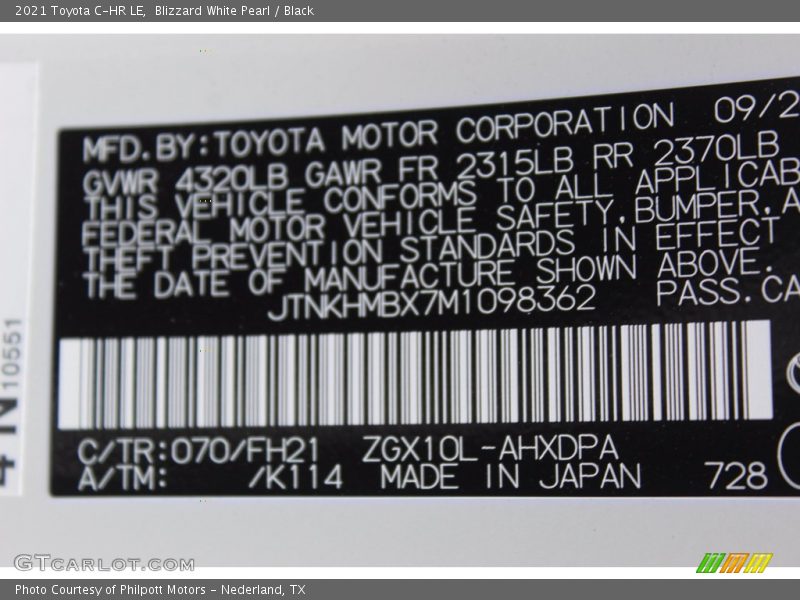 2021 Toyota C-HR LE,  Blizzard White Pearl / Black
MFD.BY:TOYOTA MOTOR CORPORATION 09/2
GVWR 4320LB GAWR FR 2315LB RR 2370LB
THIS VEHICLE CONFORMS TO ALL APPLICAB
FEDERAL MOTOR VEHICLE SAFETY,BUMPER,A
THEFT PREVENTION STANDARDS IN EFFECT
THE DATE OF MANUFACTURE SHOWN ABOVE.
JTNKHMBX7M1098362 PASS.CA
C/TR:070/FH21 ZGX10L-AHXDPA
A/TM: /K114 MADE IN JAPAN 728
4 N 10551
GTCARLOT.COM
Photo Courtesy of Philpott Motors - Nederland, TX